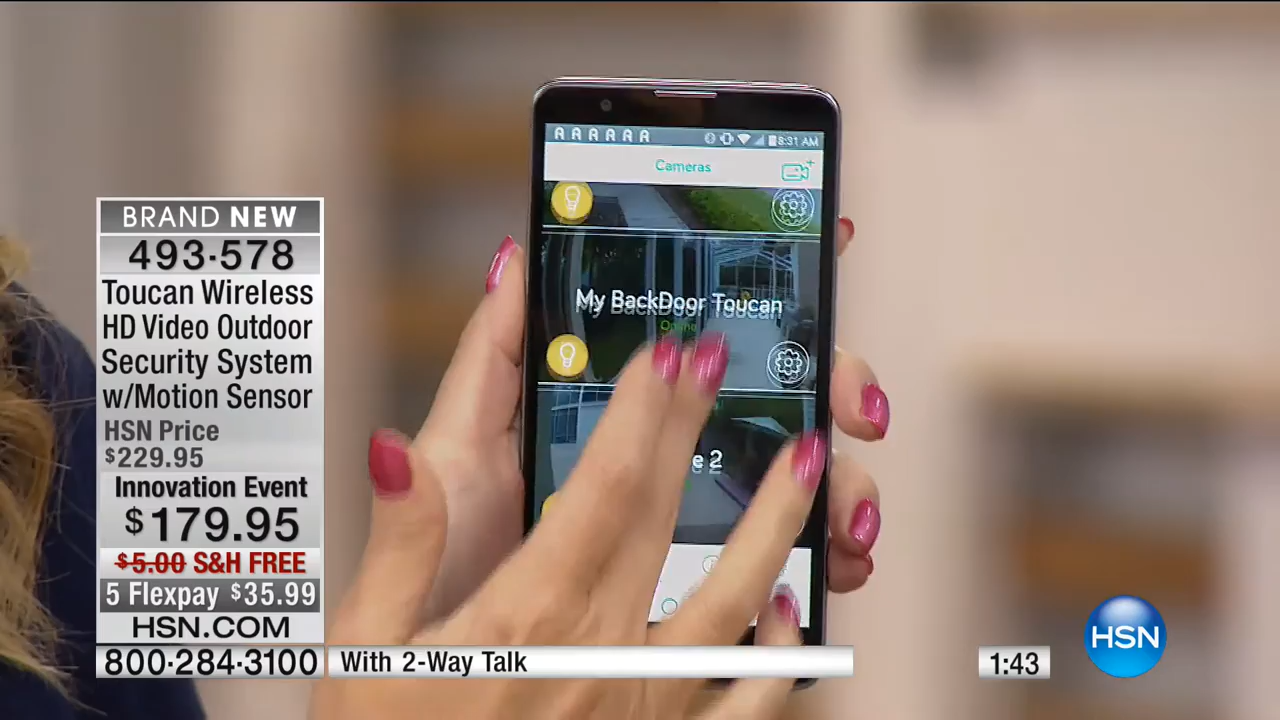 BRAND NEW
493·578
Toucan Wireless
HD Video Outdoor
Security System
w/Motion Sensor
HSN Price
$229.95
Innovation Event
$179.95
$5.00 S&H FREE
5 Flexpay $35.99
HSN.COM
800·284·3100
With 2-Way Talk
1:43
HSN
A A A A A A
8:31 AM
Cameras
My BackDoor Toucan
Online
e 2